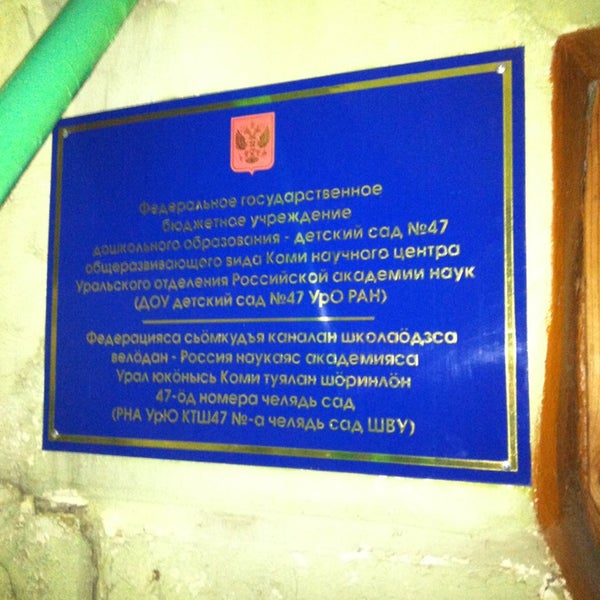 Федеральное государственное
бюджетное учреждение
дошкольного образования - детский сад №47
общеразвивающего вида Коми научного центра
Уральского отделения Российской академии наук
(ДОУ детский сад №47 УрО РАН)
Федерацияса сьӧмкудъя каналан школаӧдзса
велӧдан - Россия наукаяс академияса
Урал юкӧнысь Коми туялан шӧринлӧн
47-ӧд номера челядь сад
(РНА УрЮ КТШ47 №-а челядь сад ШВУ)